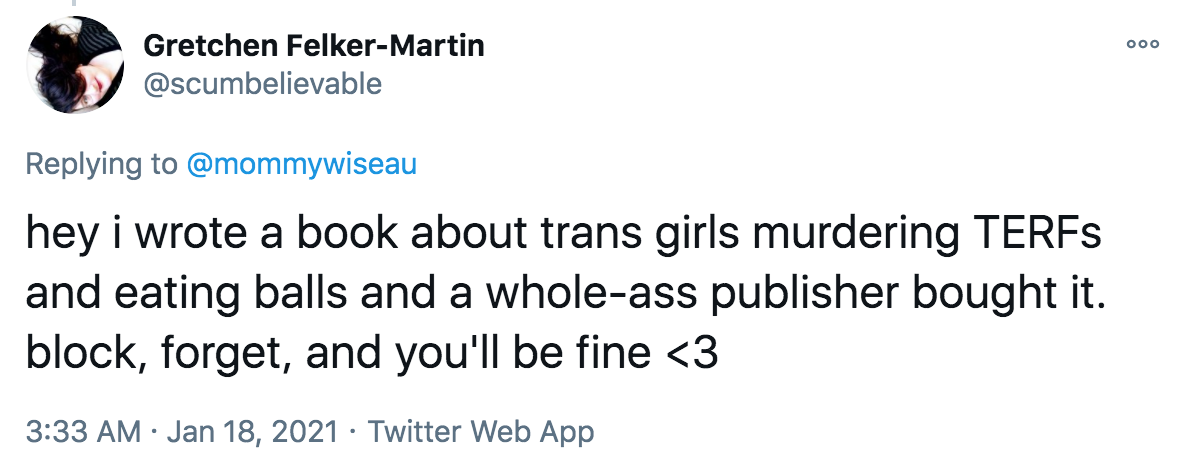 Gretchen Felker-Martin
@scumbelievable
Replying to @mommywiseau
hey i wrote a book about trans girls murdering TERFs
and eating balls and a whole-ass publisher bought it.
block, forget, and you'll be fine <3
3:33 AM · Jan 18, 2021 · Twitter Web App